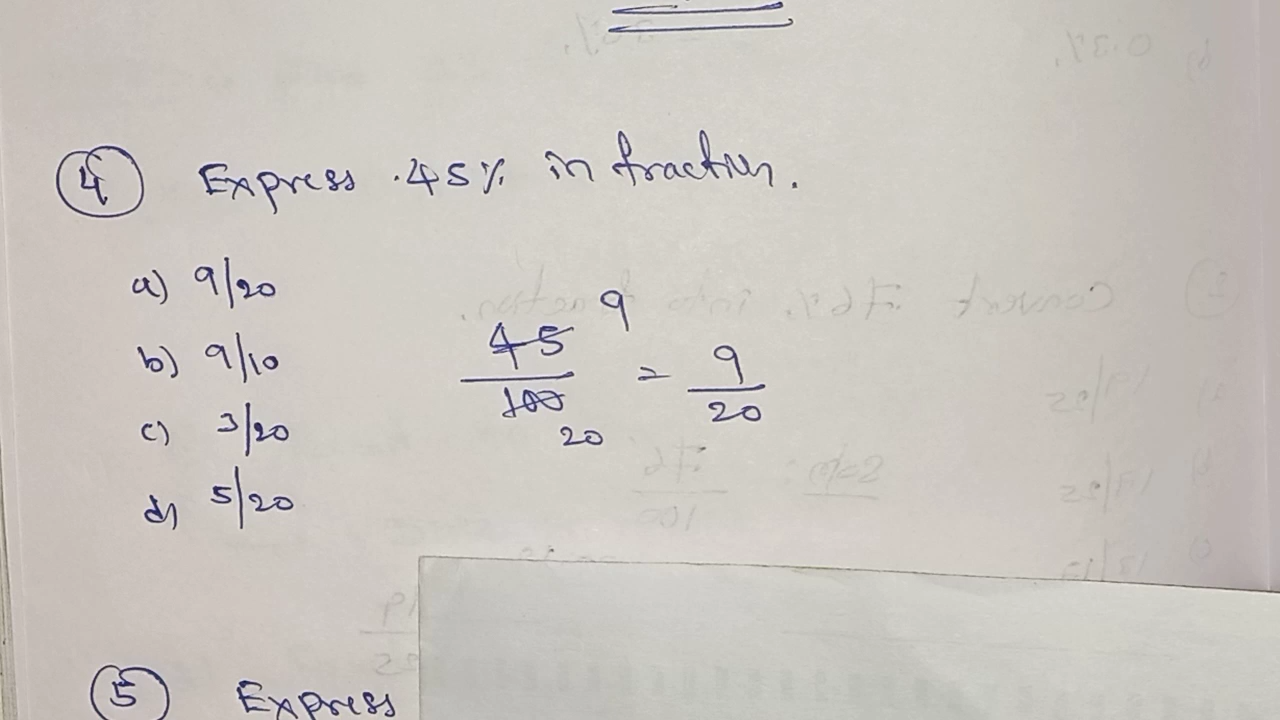 4 Express .45% in fraction.
a) 9/20
b) 9/10
c) 3/20
d) 5/20
45 9
100 20 = 9/20
5 Express